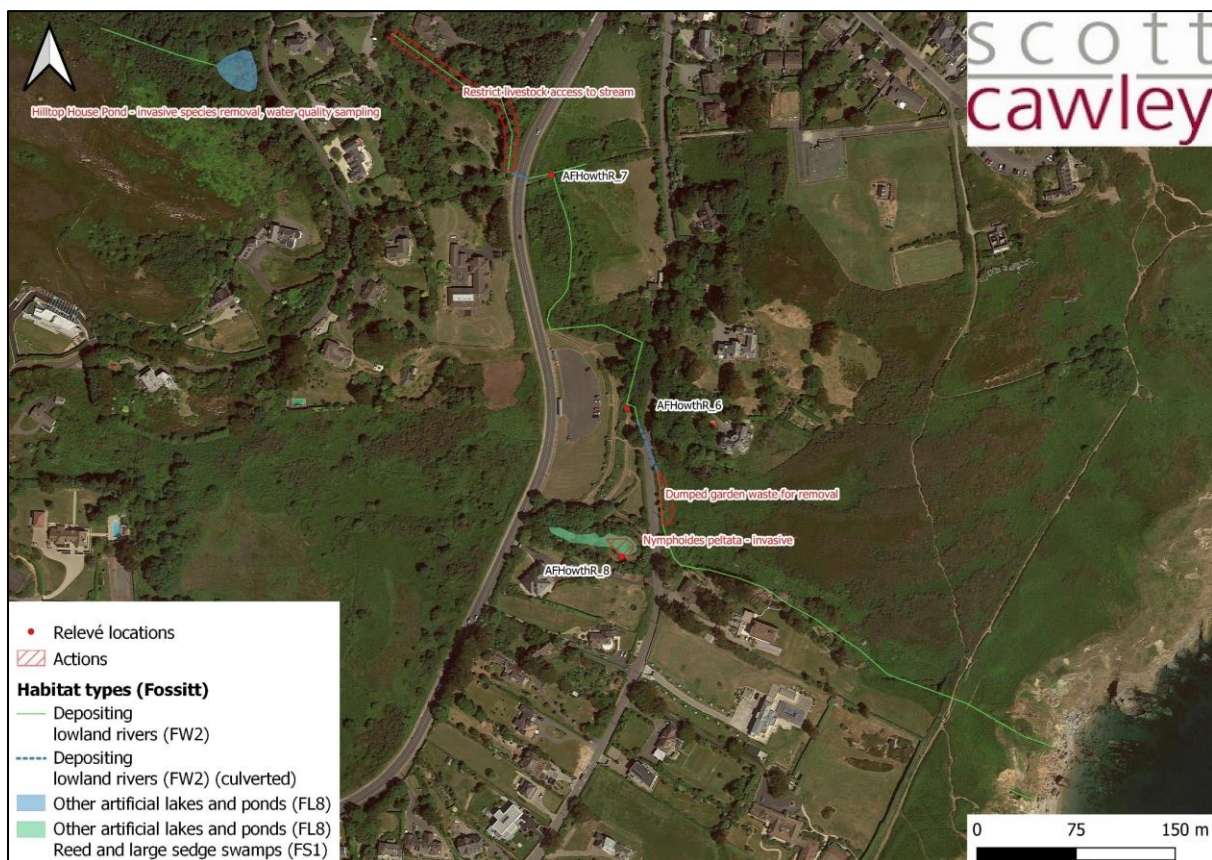 scott
cawley
Restrict livestock access to stream
Hilltop House Pond - Invasive species removal, water quality sampling
AFHowthR_7
AFHowthR_6
Dumped garden waste for removal
Nymphoides peltata - invasive
AFHowthR_8
Relevé locations
Actions
Habitat types (Fossitt)
Depositing
lowland rivers (FW2)
Depositing
lowland rivers (FW2) (culverted)
Other artificial lakes and ponds (FL8)
Other artificial lakes and ponds (FL8)
Reed and large sedge swamps (FS1)
0 75 150 m